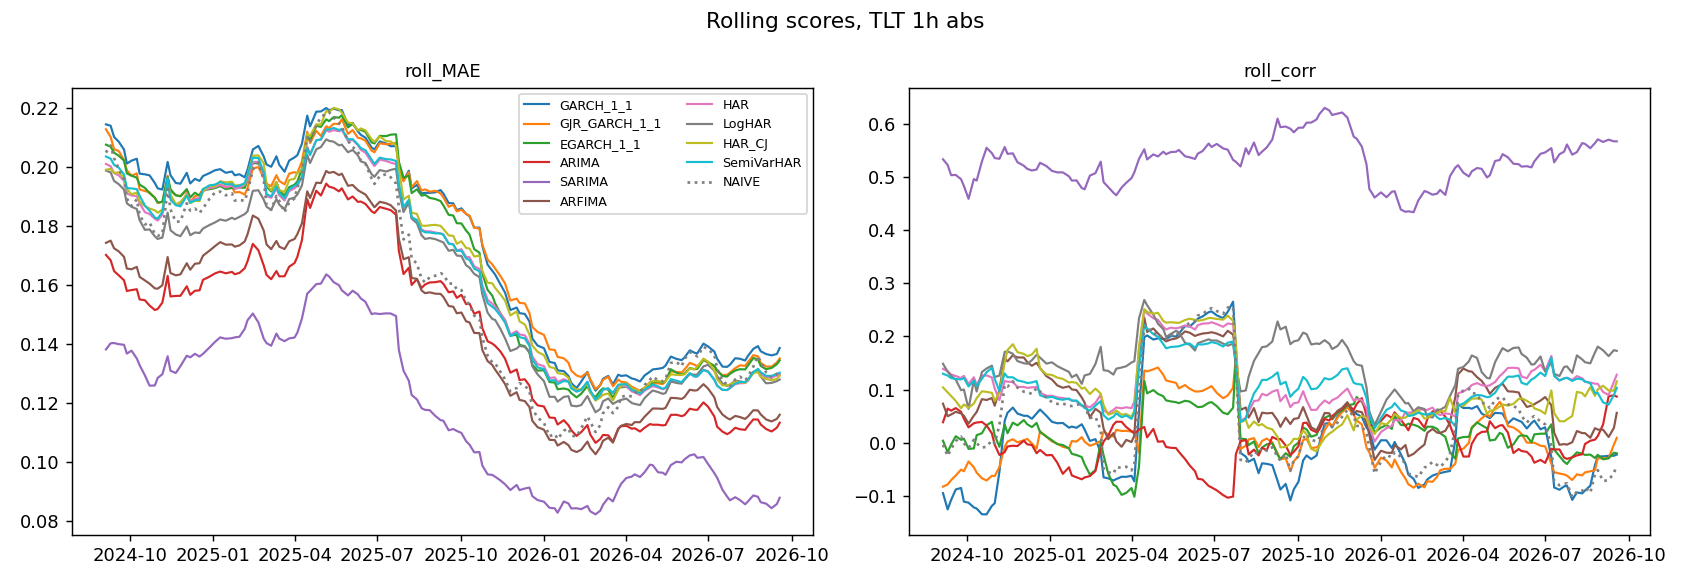 Rolling scores, TLT 1h abs
roll_MAE
0.22
0.20
0.18
0.16
0.14
0.12
0.10
0.08
2024-10 2025-01 2025-04 2025-07 2025-10 2026-01 2026-04 2026-07 2026-10
GARCH_1_1
GJR_GARCH_1_1
EGARCH_1_1
ARIMA
SARIMA
ARFIMA
HAR
LogHAR
HAR_CJ
SemiVarHAR
NAIVE
roll_corr
0.6
0.5
0.4
0.3
0.2
0.1
0.0
−0.1
2024-10 2025-01 2025-04 2025-07 2025-10 2026-01 2026-04 2026-07 2026-10